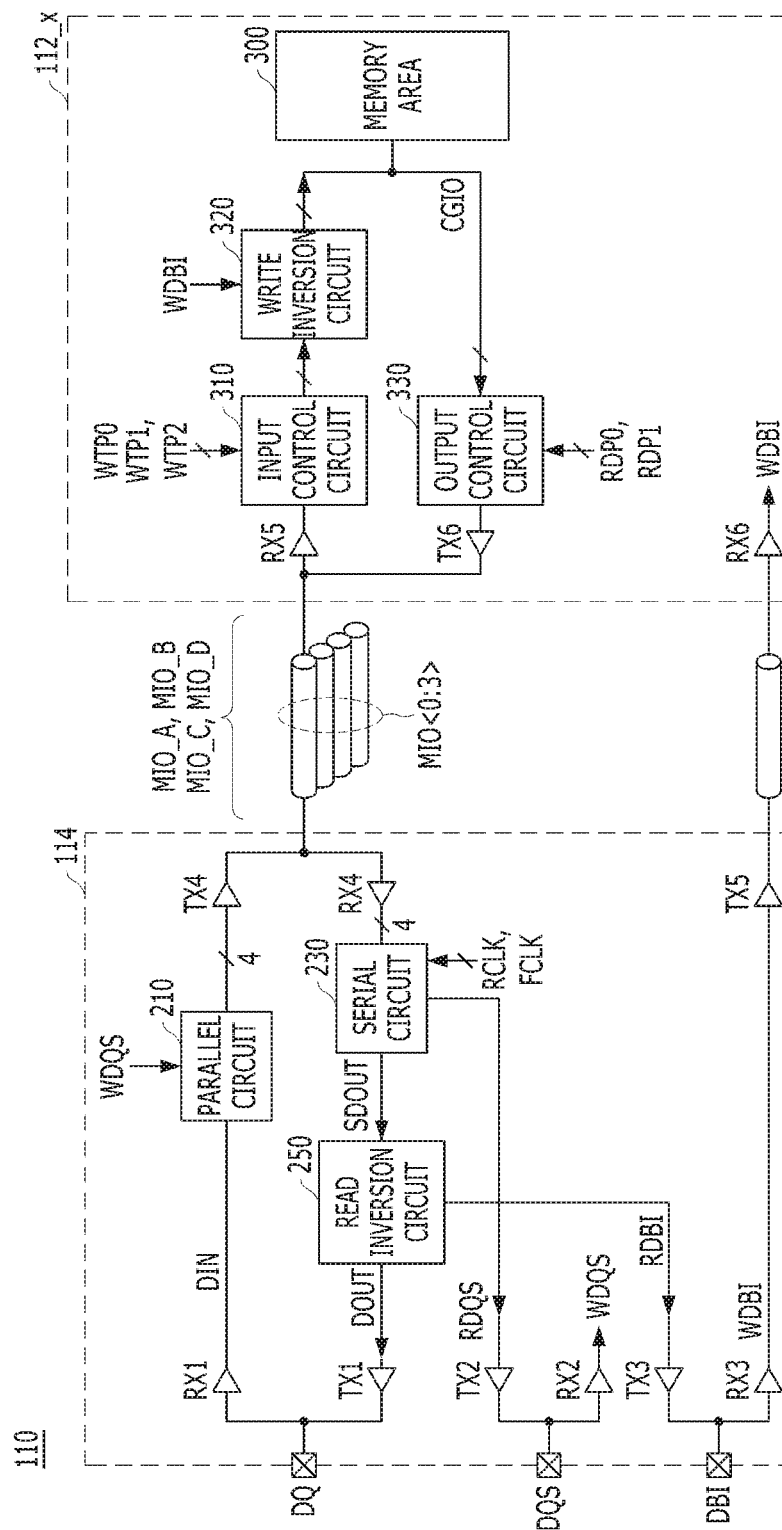 110
114
112_x
DQ
RX1
DIN
WDQS
210
PARALLEL
CIRCUIT
4
TX4
TX1
DOUT
250
READ
INVERSION
CIRCUIT
SDOUT
230
SERIAL
CIRCUIT
4
RX4
RCLK,
FCLK
DQS
TX2
RDQS
RX2
WDQS
DBI
TX3
RDBI
RX3
WDBI
TX5
MIO_A, MIO_B
MIO_C, MIO_D
MIO<0:3>
RX5
WTP0
WTP1,
WTP2
310
INPUT
CONTROL
CIRCUIT
WDBI
320
WRITE
INVERSION
CIRCUIT
300
MEMORY
AREA
CGIO
TX6
330
OUTPUT
CONTROL
CIRCUIT
RDP0,
RDP1
RX6
WDBI